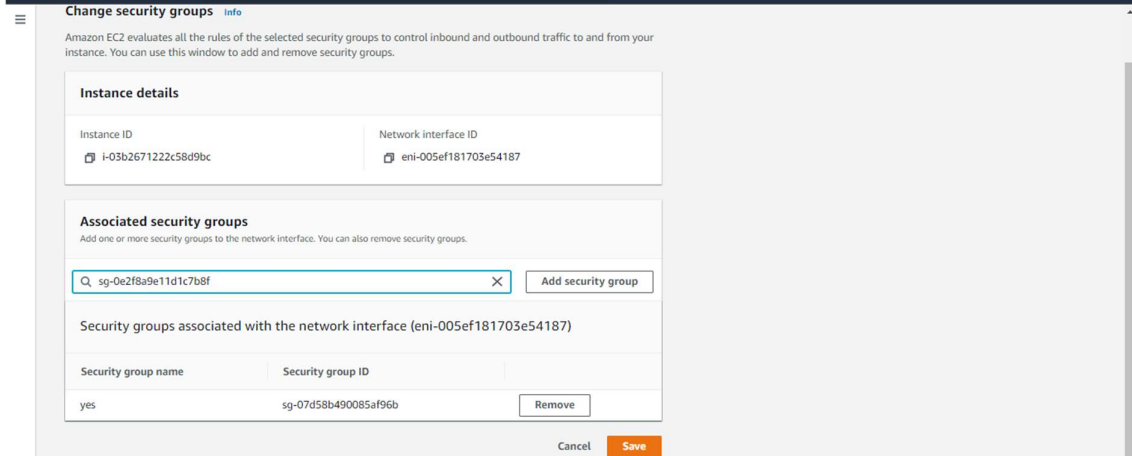 Change security groups Info
Amazon EC2 evaluates all the rules of the selected security groups to control inbound and outbound traffic to and from your
instance. You can use this window to add and remove security groups.
Instance details
Instance ID
Network interface ID
i-03b2671222c58d9bc
eni-005ef181703e54187
Associated security groups
Add one or more security groups to the network interface. You can also remove security groups.
sg-0e2f8a9e11d1c7b8f
Add security group
Security groups associated with the network interface (eni-005ef181703e54187)
Security group name
Security group ID
yes
sg-07d58b490085af96b
Remove
Cancel
Save